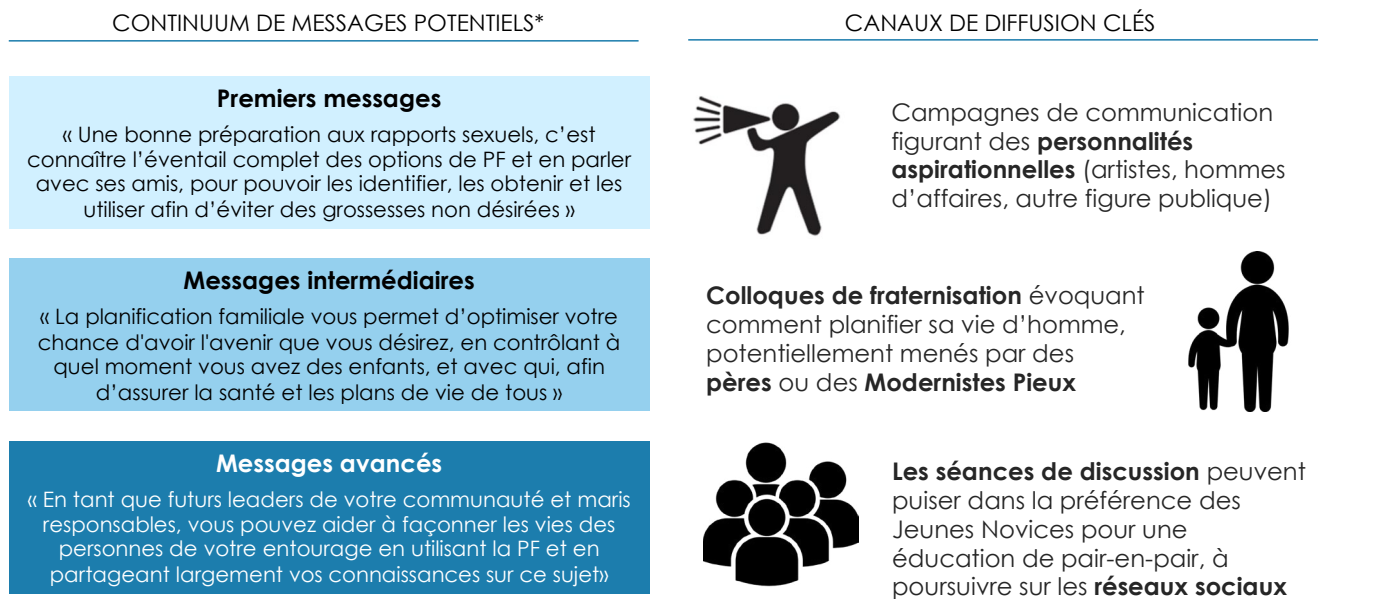 CONTINUUM DE MESSAGES POTENTIELS*
Premiers messages
« Une bonne préparation aux rapports sexuels, c’est
connaître l’éventail complet des options de PF et en parler
avec ses amis, pour pouvoir les identifier, les obtenir et les
utiliser afin d’éviter des grossesses non désirées »
Messages intermédiaires
« La planification familiale vous permet d’optimiser votre
chance d'avoir l'avenir que vous désirez, en contrôlant à
quel moment vous avez des enfants, et avec qui, afin
d’assurer la santé et les plans de vie de tous »
Messages avancés
« En tant que futurs leaders de votre communauté et maris
responsables, vous pouvez aider à façonner les vies des
personnes de votre entourage en utilisant la PF et en
partageant largement vos connaissances sur ce sujet»
CANAUX DE DIFFUSION CLÉS
Campagnes de communication
figurant des personnalités
aspirationnelles (artistes, hommes
d’affaires, autre figure publique)
Colloques de fraternisation évoquant
comment planifier sa vie d’homme,
potentiellement menés par des
pères ou des Modernistes Pieux
Les séances de discussion peuvent
puiser dans la préférence des
Jeunes Novices pour une
éducation de pair-en-pair, à
poursuivre sur les réseaux sociaux